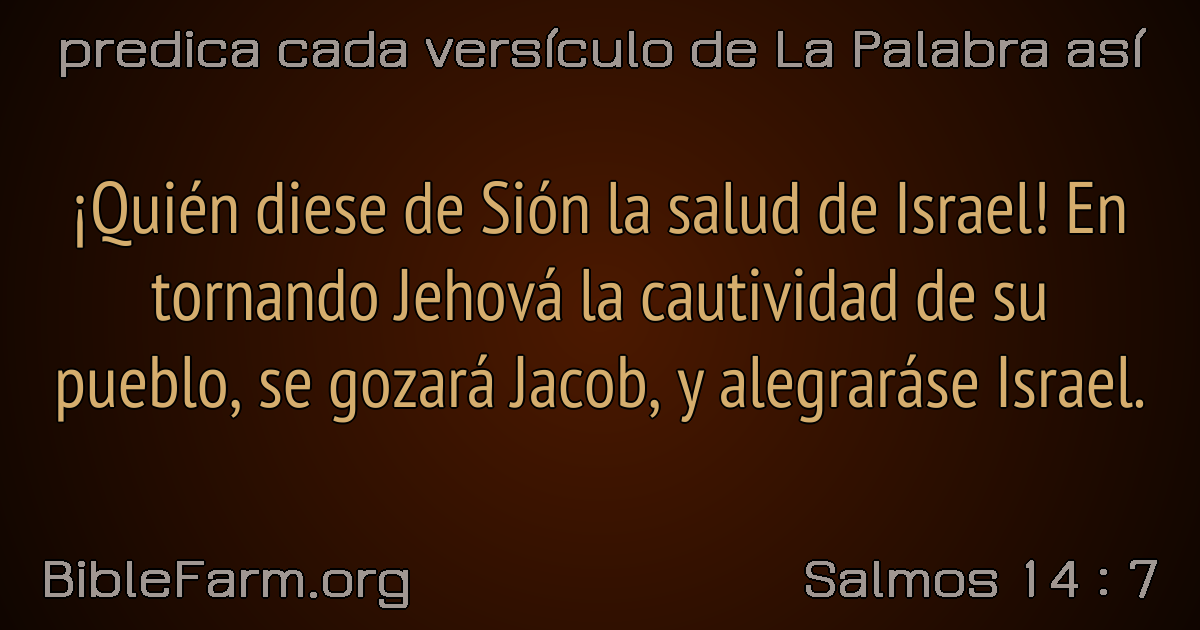 predica cada versículo de La Palabra así
¡Quién diese de Sión la salud de Israel! En
tornando Jehová la cautividad de su
pueblo, se gozará Jacob, y alegraráse Israel.
BibleFarm.org
Salmos 14 : 7